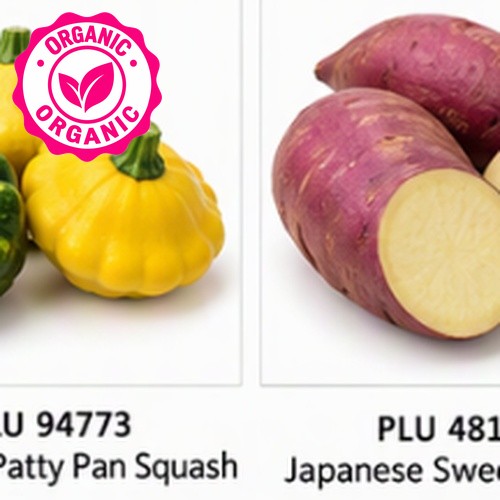 ORGANIC
ORGANIC
LU 94773
Patty Pan Squash
PLU 481
Japanese Swee